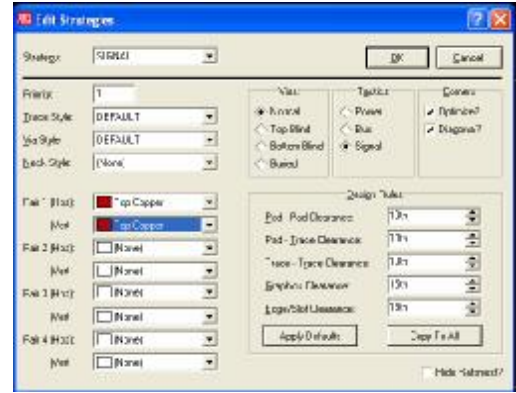 Edit Strategies
Strategy: SIGNAL
OK Cancel
Priority: 1
Trace Style: DEFAULT
Via Style: DEFAULT
Neck Style: (None)
Vias:
Normal
Top Blind
Bottom Blind
Buried
Tactics:
Power
Bus
Signal
Corners:
Optimize?
Diagonal?
Pair 1 (Hoz): Top Copper
Vert Top Copper
Pair 2 (Hoz): (None)
Vert (None)
Pair 3 (Hoz): (None)
Vert (None)
Pair 4 (Hoz): (None)
Vert (None)
Design Rules
Pad - Pad Clearance:
Pad - Trace Clearance:
Trace - Trace Clearance:
Graphics Clearance:
Edge/Slot Clearance:
Apply Defaults Copy To All
Hide Ratsnest?